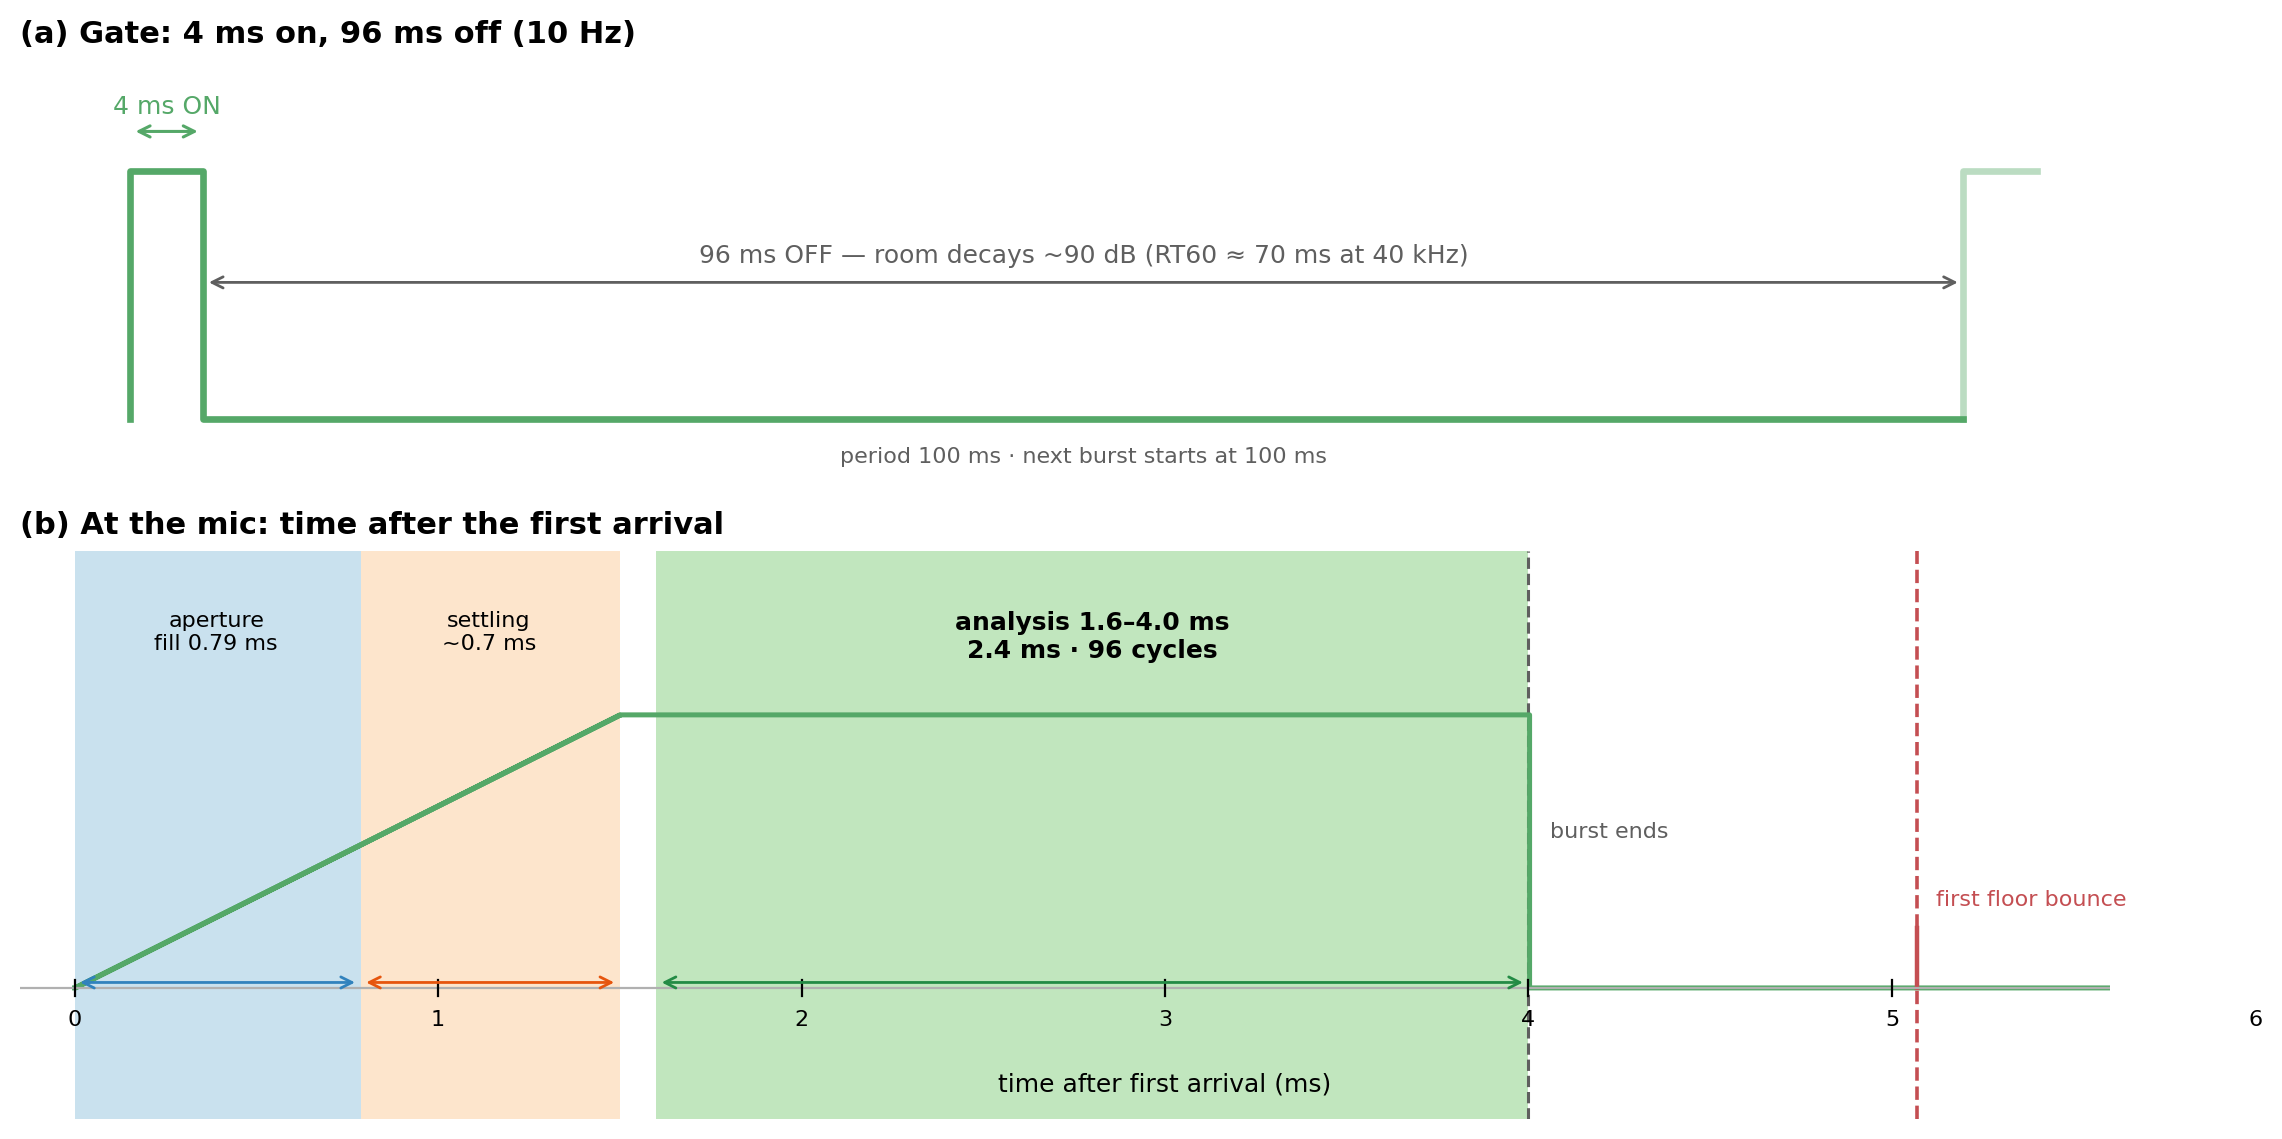 (a) Gate: 4 ms on, 96 ms off (10 Hz)
4 ms ON
96 ms OFF — room decays ~90 dB (RT60 ≈ 70 ms at 40 kHz)
period 100 ms · next burst starts at 100 ms
(b) At the mic: time after the first arrival
aperture
fill 0.79 ms
settling
~0.7 ms
analysis 1.6–4.0 ms
2.4 ms · 96 cycles
burst ends
first floor bounce
0 1 2 3 4 5 6
time after first arrival (ms)